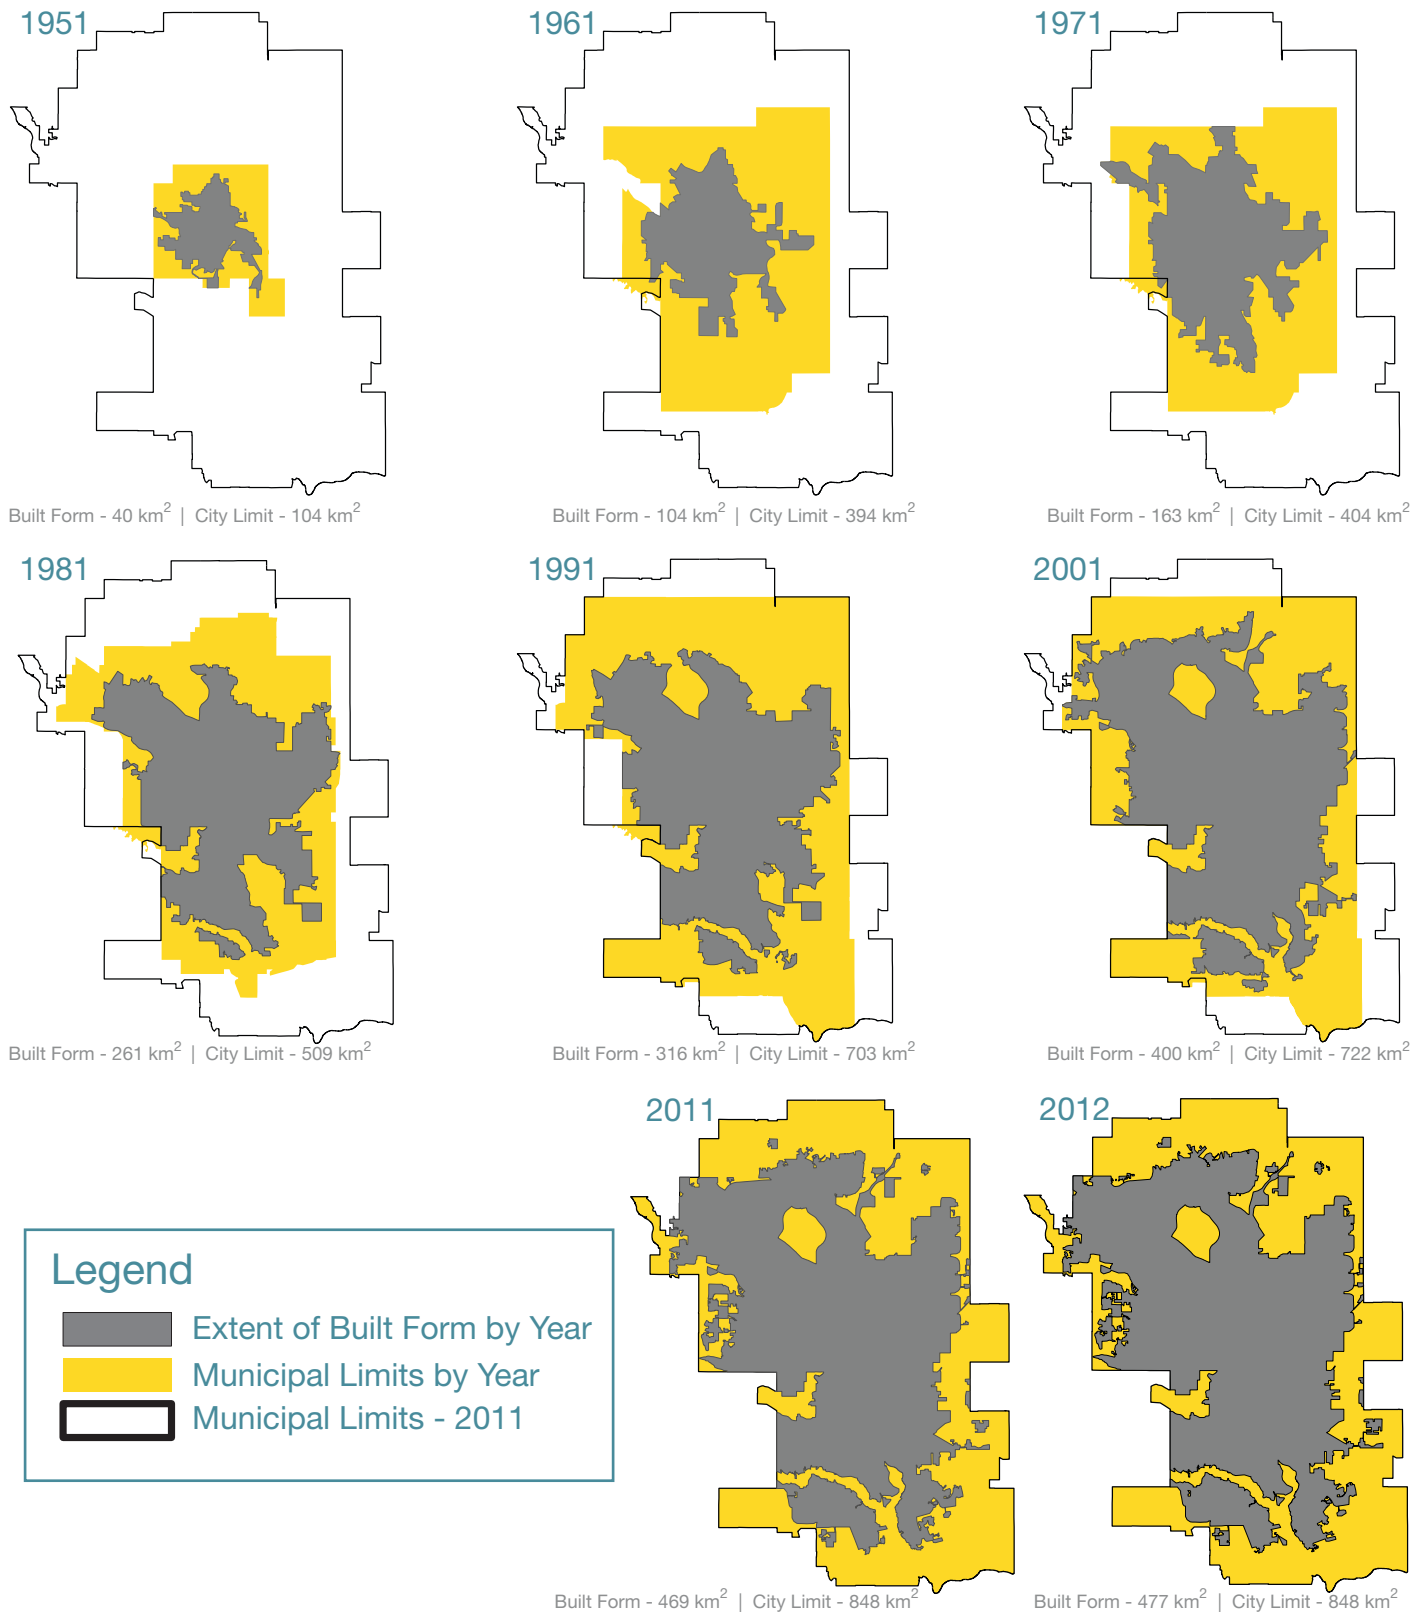 1951
1961
1971
Built Form - 40 km² | City Limit - 104 km²
Built Form - 104 km² | City Limit - 394 km²
Built Form - 163 km² | City Limit - 404 km²
1981
1991
2001
Built Form - 261 km² | City Limit - 509 km²
Built Form - 316 km² | City Limit - 703 km²
Built Form - 400 km² | City Limit - 722 km²
2011
2012
Legend
Extent of Built Form by Year
Municipal Limits by Year
Municipal Limits - 2011
Built Form - 469 km² | City Limit - 848 km²
Built Form - 477 km² | City Limit - 848 km²